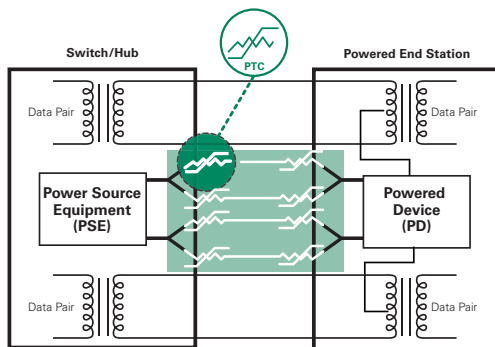 PTC
Switch/Hub
Powered End Station
Data Pair
Data Pair
Power Source
Equipment
(PSE)
Powered
Device
(PD)
Data Pair
Data Pair